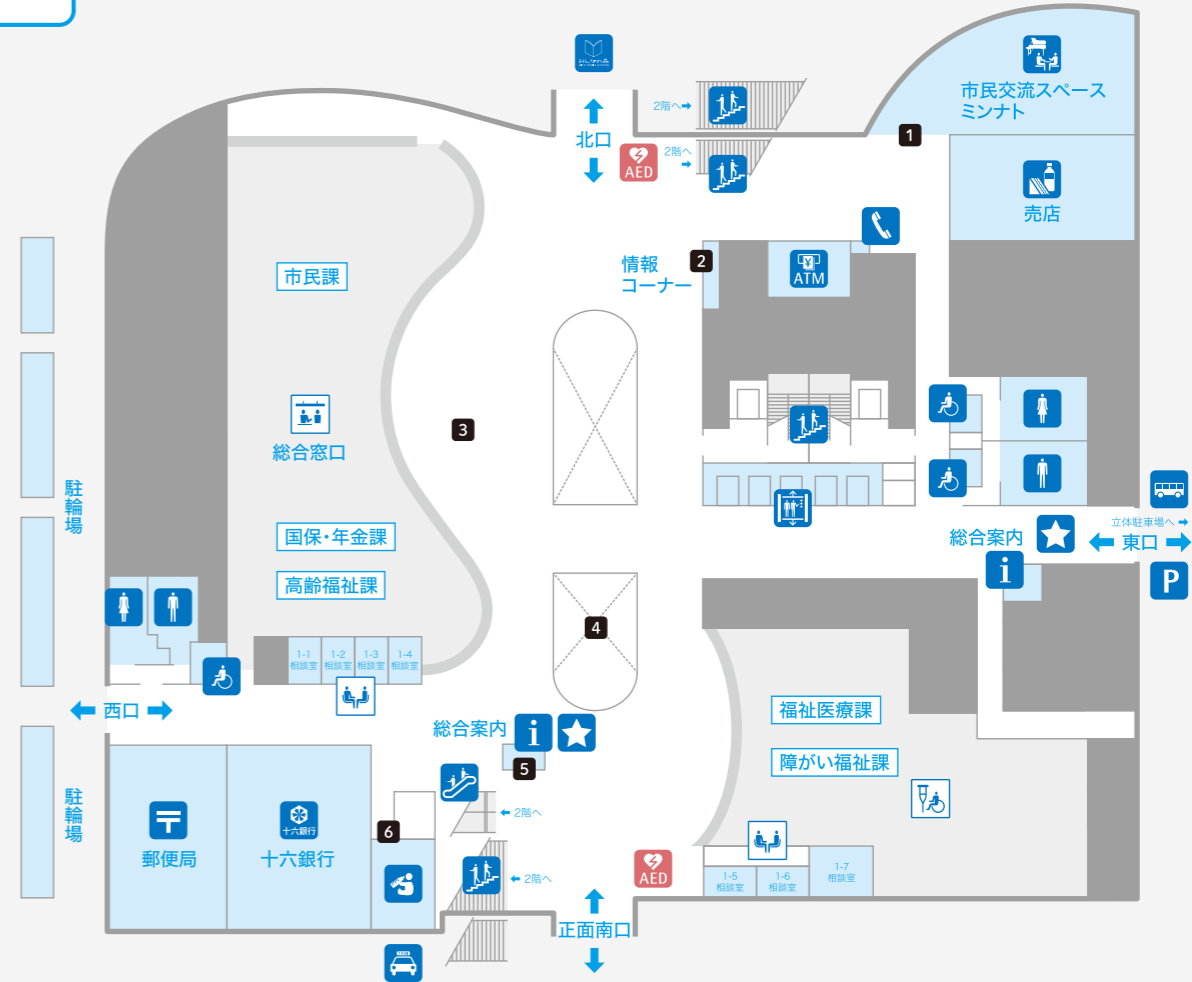 2階へ
北口
AED
2階へ
市民交流スペース
ミンナト
1
売店
市民課
情報
コーナー
2
ATM
総合窓口
3
駐輪場
国保・年金課
高齢福祉課
総合案内
i
立体駐車場へ
東口
P
1-1
相談室
1-2
相談室
1-3
相談室
1-4
相談室
4
西口
総合案内
i
5
福祉医療課
障がい福祉課
駐輪場
郵便局
十六銀行
十六銀行
6
2階へ
2階へ
AED
1-5
相談室
1-6
相談室
1-7
相談室
正面南口
TAXI